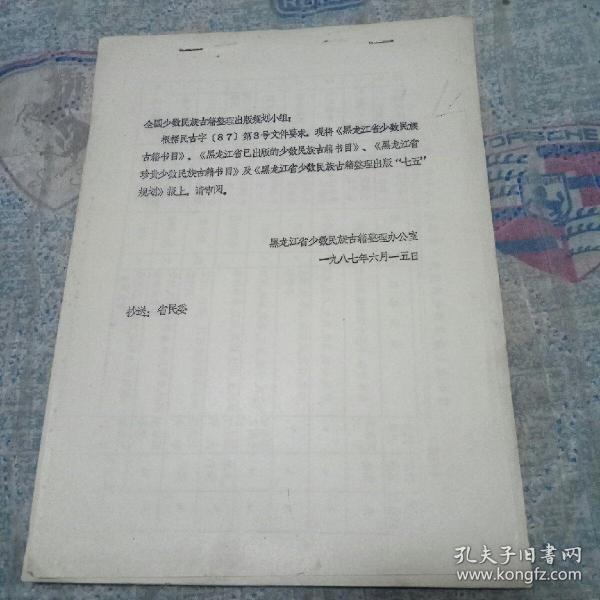 全国少数民族古籍整理出版规划小组：
根据民古字〔87〕第3号文件要求。现将《黑龙江省少数民族
古籍书目》、《黑龙江省已出版的少数民族古籍书目》、《黑龙江省
珍贵少数民族古籍书目》及《黑龙江省少数民族古籍整理出版“七五”
规划》报上，请审阅。
黑龙江省少数民族古籍整理办公室
一九八七年六月一五日
抄送：省民委
PORSCHE
孔夫子旧书网
www.kongfz.com